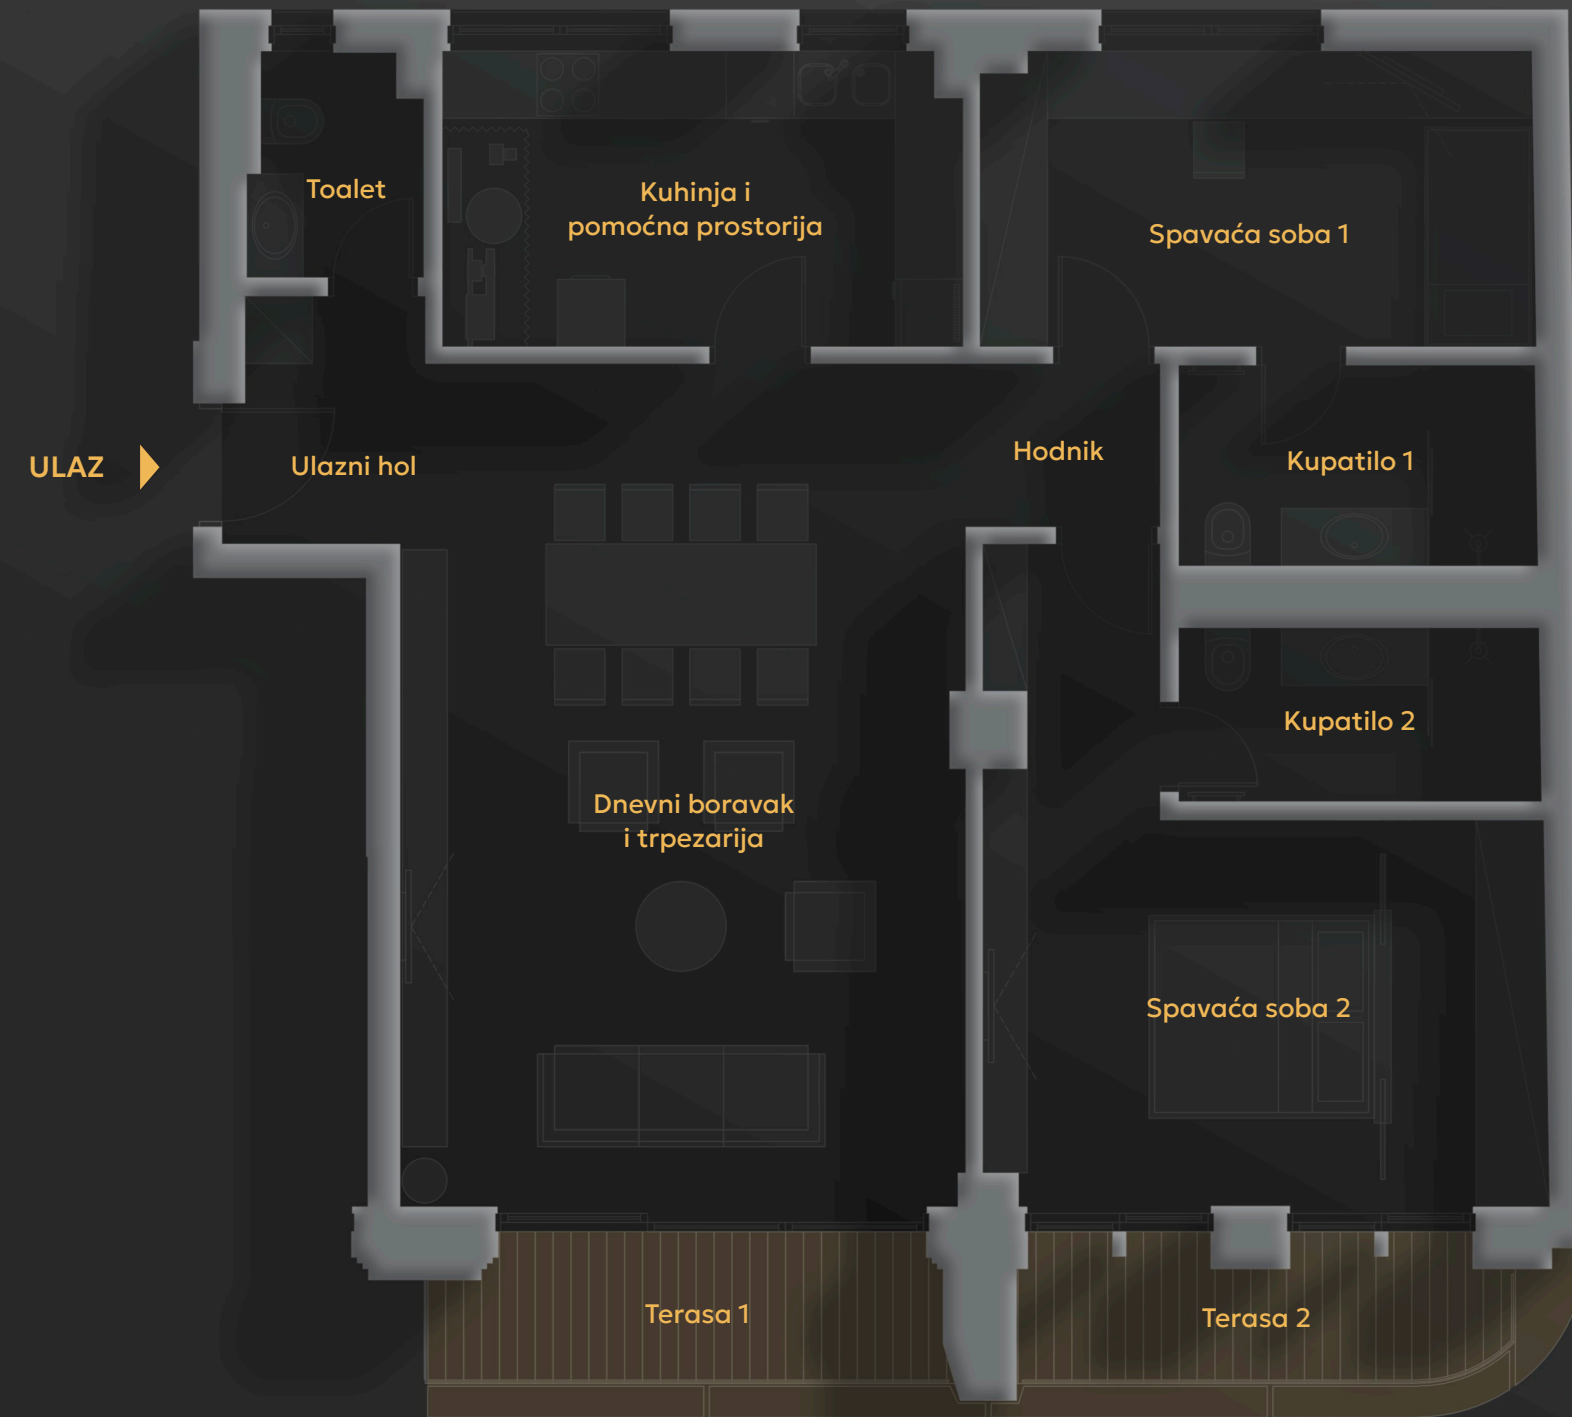 Toalet
Kuhinja i
pomoćna prostorija
Spavaća soba 1
ULAZ
Ulazni hol
Hodnik
Kupatilo 1
Kupatilo 2
Dnevni boravak
i trpezarija
Spavaća soba 2
Terasa 1
Terasa 2